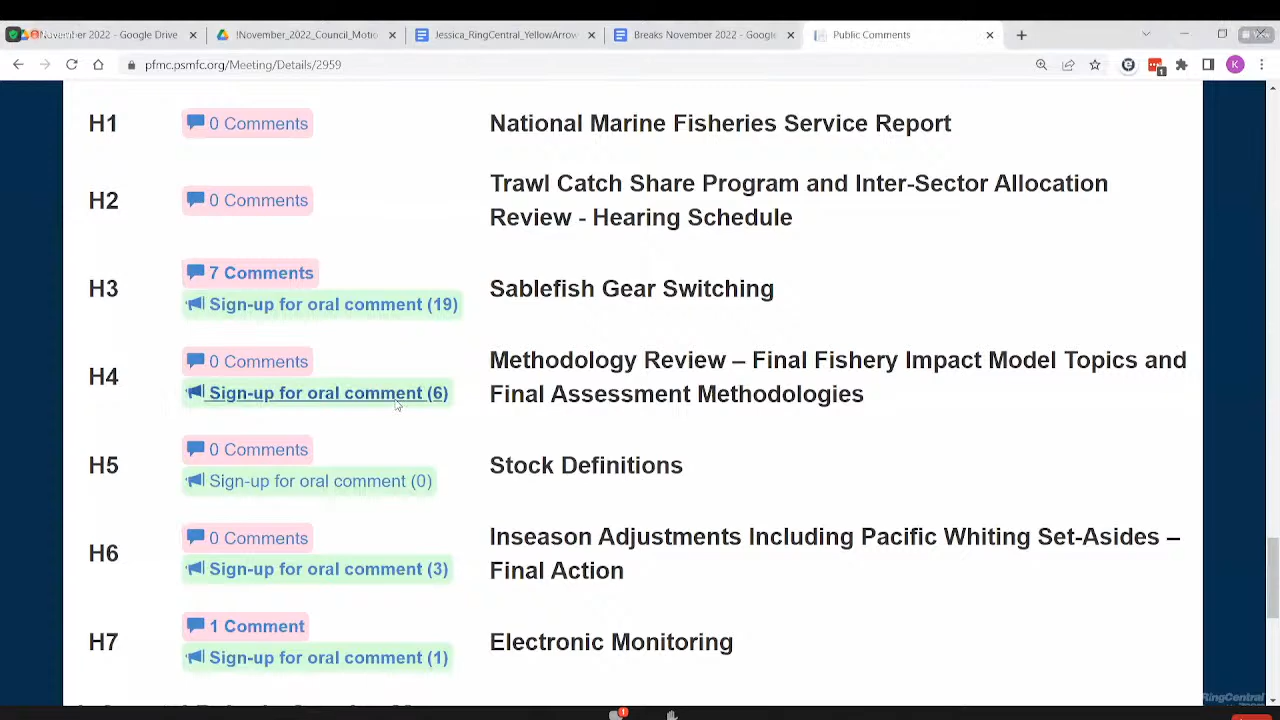 November 2022 - Google Drive
!November_2022_Council_Motio
Jessica_RingCentral_YellowArrow
Breaks November 2022 - Google
Public Comments
View
pfmc.psmfc.org/Meeting/Details/2959
1
K
H1
0 Comments
National Marine Fisheries Service Report
H2
0 Comments
Trawl Catch Share Program and Inter-Sector Allocation
Review - Hearing Schedule
H3
7 Comments
Sign-up for oral comment (19)
Sablefish Gear Switching
H4
0 Comments
Sign-up for oral comment (6)
Methodology Review – Final Fishery Impact Model Topics and
Final Assessment Methodologies
H5
0 Comments
Sign-up for oral comment (0)
Stock Definitions
H6
0 Comments
Sign-up for oral comment (3)
Inseason Adjustments Including Pacific Whiting Set-Asides –
Final Action
H7
1 Comment
Sign-up for oral comment (1)
Electronic Monitoring
RingCentral
1